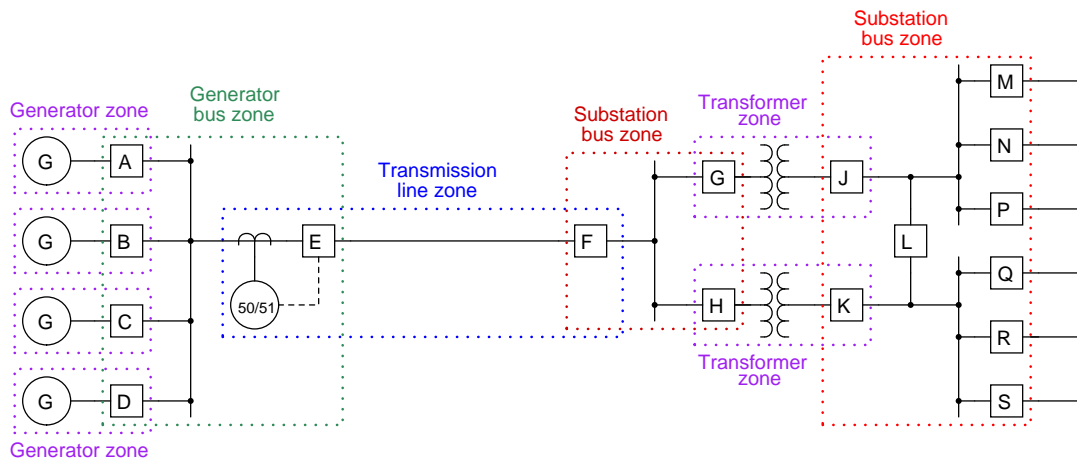 Substation
bus zone
Generator
bus zone
Generator zone
Transformer
zone
Substation
bus zone
Transmission
line zone
G
A
G
B
G
C
G
D
E
50/51
F
G
H
J
K
L
M
N
P
Q
R
S
Transformer
zone
Generator zone